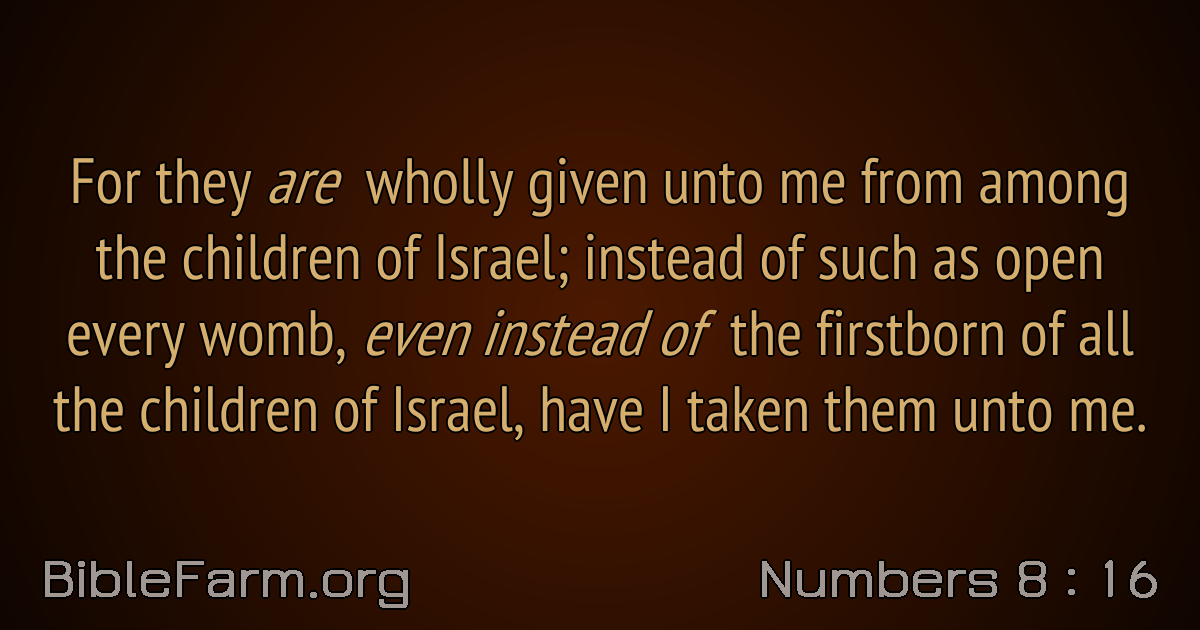 For they are wholly given unto me from among
the children of Israel; instead of such as open
every womb, even instead of the firstborn of all
the children of Israel, have I taken them unto me.
BibleFarm.org
Numbers 8 : 16